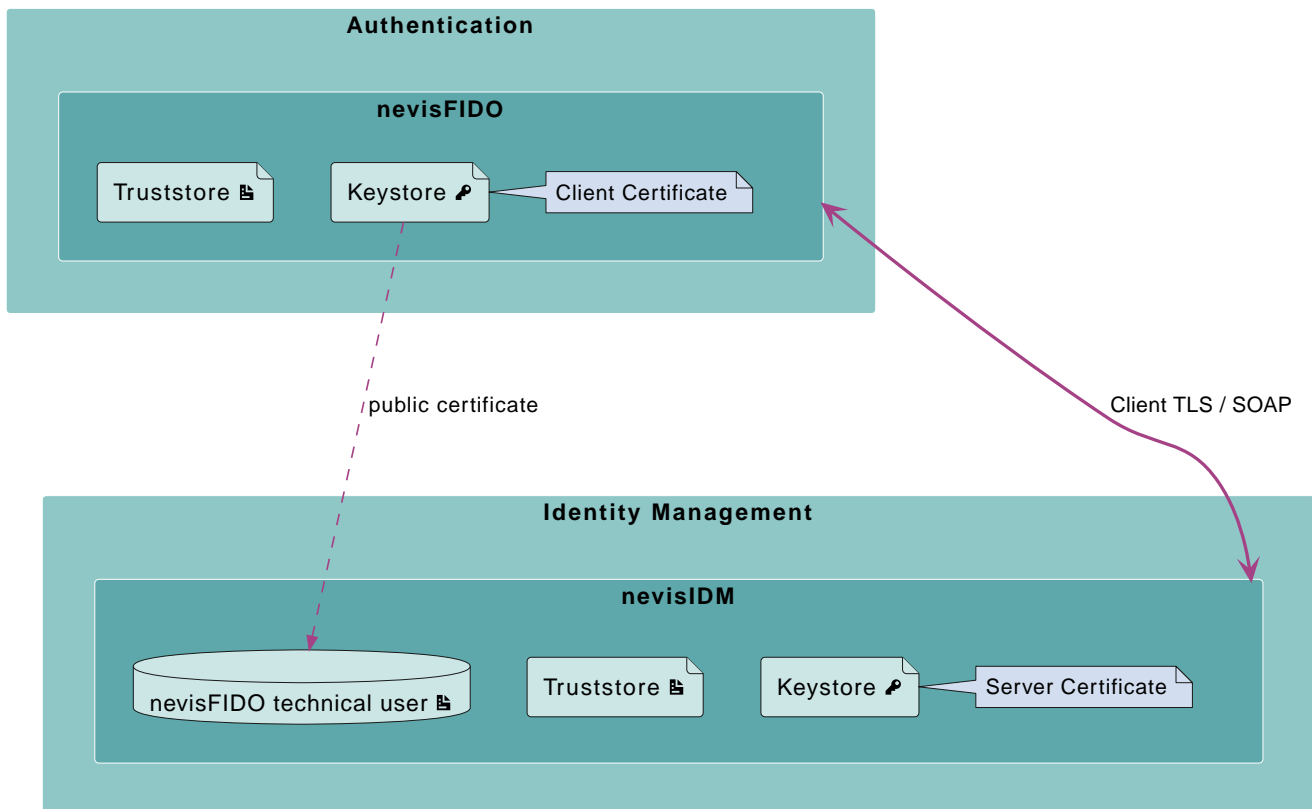 Authentication
nevisFIDO
Truststore
Keystore
Client Certificate
public certificate
Client TLS / SOAP
Identity Management
nevisIDM
nevisFIDO technical user
Truststore
Keystore
Server Certificate